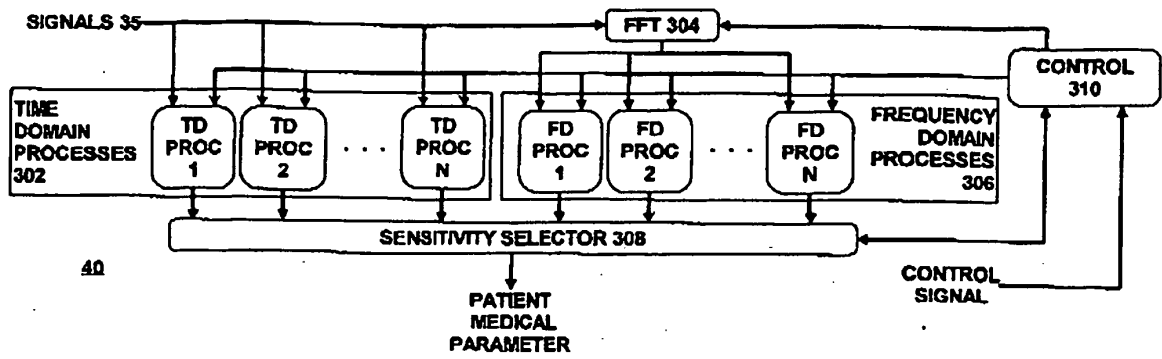 SIGNALS 35
FFT 304
CONTROL
310
TIME
DOMAIN
PROCESSES
302
TD
PROC
1
TD
PROC
2
. . .
TD
PROC
N
FD
PROC
1
FD
PROC
2
. . .
FD
PROC
N
FREQUENCY
DOMAIN
PROCESSES
306
SENSITIVITY SELECTOR 308
40
CONTROL
SIGNAL
PATIENT
MEDICAL
PARAMETER